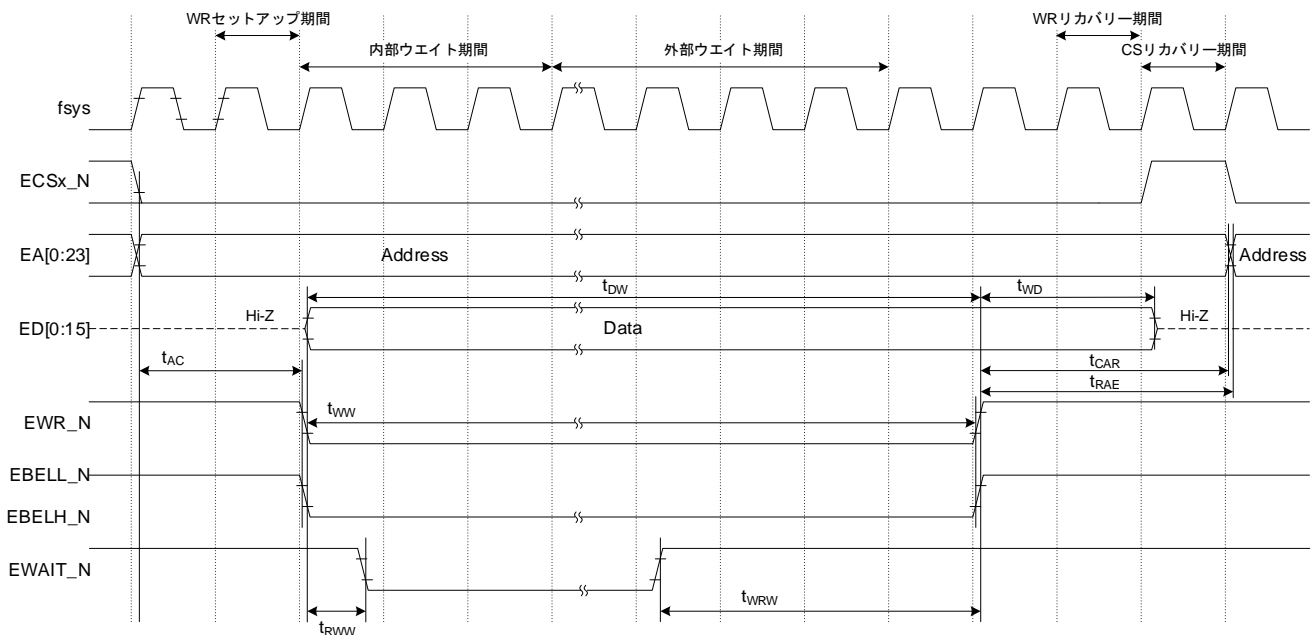 WRセットアップ期間
WRリカバリー期間
内部ウエイト期間
外部ウエイト期間
CSリカバリー期間
fsys
ECSx_N
EA[0:23]
Address
Address
tDW
tWD
ED[0:15]
Hi-Z
Data
Hi-Z
tAC
tCAR
tRAE
EWR_N
tWW
EBELL_N
EBELH_N
EWAIT_N
tRWW
tWRW